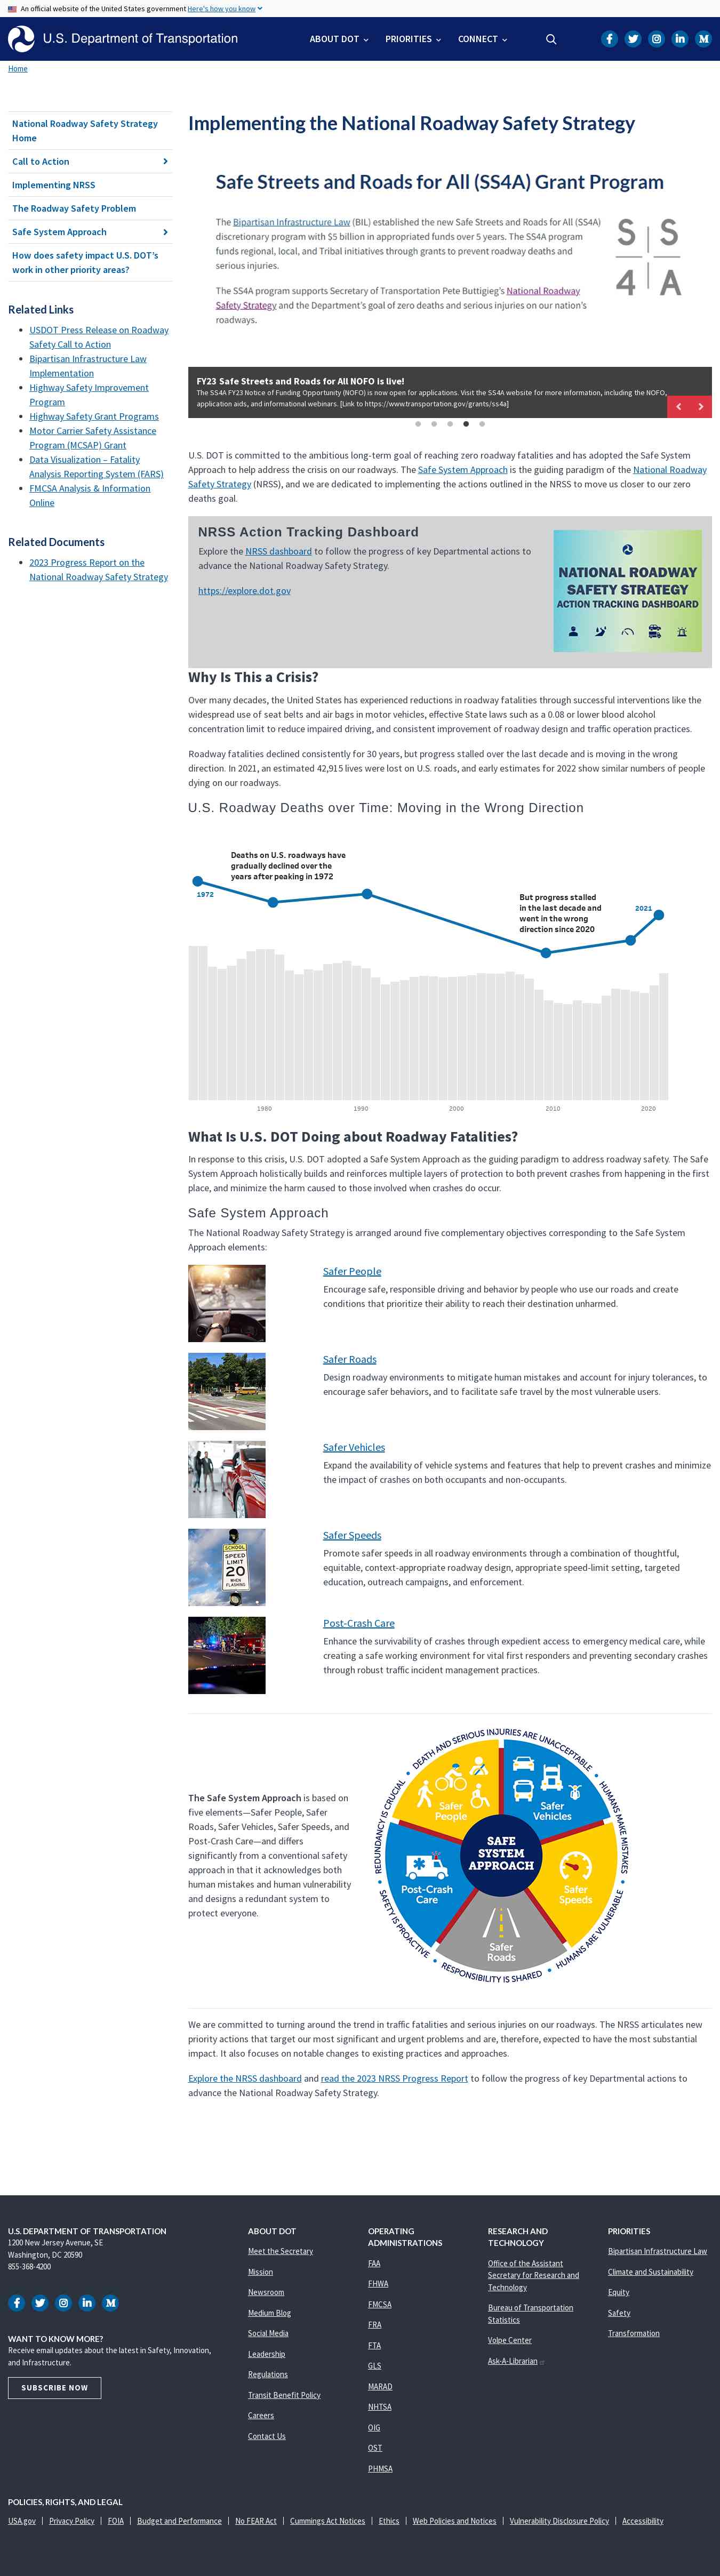 An official website of the United States government Here's how you know
U.S. Department of Transportation
ABOUT DOT
PRIORITIES
CONNECT
Home
National Roadway Safety Strategy
Home
Call to Action
Implementing NRSS
The Roadway Safety Problem
Safe System Approach
How does safety impact U.S. DOT's
work in other priority areas?
Related Links
USDOT Press Release on Roadway
Safety Call to Action
Bipartisan Infrastructure Law
Implementation
Highway Safety Improvement
Program
Highway Safety Grant Programs
Motor Carrier Safety Assistance
Program (MCSAP) Grant
Data Visualization – Fatality
Analysis Reporting System (FARS)
FMCSA Analysis & Information
Online
Related Documents
2023 Progress Report on the
National Roadway Safety Strategy
Implementing the National Roadway Safety Strategy
Safe Streets and Roads for All (SS4A) Grant Program
The Bipartisan Infrastructure Law (BIL) established the new Safe Streets and Roads for All (SS4A)
discretionary program with $5 billion in appropriated funds over 5 years. The SS4A program
funds regional, local, and Tribal initiatives through grants to prevent roadway deaths and
serious injuries.
The SS4A program supports Secretary of Transportation Pete Buttigieg's National Roadway
Safety Strategy and the Department's goal of zero deaths and serious injuries on our nation's
roadways.
S S
4 A
FY23 Safe Streets and Roads for All NOFO is live!
The SS4A FY23 Notice of Funding Opportunity (NOFO) is now open for applications. Visit the SS4A website for more information, including the NOFO,
application aids, and informational webinars. [Link to https://www.transportation.gov/grants/ss4a]
U.S. DOT is committed to the ambitious long-term goal of reaching zero roadway fatalities and has adopted the Safe System
Approach to help address the crisis on our roadways. The Safe System Approach is the guiding paradigm of the National Roadway
Safety Strategy (NRSS), and we are dedicated to implementing the actions outlined in the NRSS to move us closer to our zero
deaths goal.
NRSS Action Tracking Dashboard
Explore the NRSS dashboard to follow the progress of key Departmental actions to
advance the National Roadway Safety Strategy.
https://explore.dot.gov
NATIONAL ROADWAY
SAFETY STRATEGY
ACTION TRACKING DASHBOARD
Why Is This a Crisis?
Over many decades, the United States has experienced reductions in roadway fatalities through successful interventions like the
widespread use of seat belts and air bags in motor vehicles, effective State laws such as a 0.08 or lower blood alcohol
concentration limit to reduce impaired driving, and consistent improvement of roadway design and traffic operation practices.
Roadway fatalities declined consistently for 30 years, but progress stalled over the last decade and is moving in the wrong
direction. In 2021, an estimated 42,915 lives were lost on U.S. roads, and early estimates for 2022 show similar numbers of people
dying on our roadways.
U.S. Roadway Deaths over Time: Moving in the Wrong Direction
Deaths on U.S. roadways have
gradually declined over the
years after peaking in 1972
1972
But progress stalled
in the last decade and
went in the wrong
direction since 2020
2021
1980
1990
2000
2010
2020
What Is U.S. DOT Doing about Roadway Fatalities?
In response to this crisis, U.S. DOT adopted a Safe System Approach as the guiding paradigm to address roadway safety. The Safe
System Approach holistically builds and reinforces multiple layers of protection to both prevent crashes from happening in the first
place, and minimize the harm caused to those involved when crashes do occur.
Safe System Approach
The National Roadway Safety Strategy is arranged around five complementary objectives corresponding to the Safe System
Approach elements:
Safer People
Encourage safe, responsible driving and behavior by people who use our roads and create
conditions that prioritize their ability to reach their destination unharmed.
Safer Roads
Design roadway environments to mitigate human mistakes and account for injury tolerances, to
encourage safer behaviors, and to facilitate safe travel by the most vulnerable users.
Safer Vehicles
Expand the availability of vehicle systems and features that help to prevent crashes and minimize
the impact of crashes on both occupants and non-occupants.
SCHOOL
SPEED
LIMIT
20
WHEN
FLASHING
Safer Speeds
Promote safer speeds in all roadway environments through a combination of thoughtful,
equitable, context-appropriate roadway design, appropriate speed-limit setting, targeted
education, outreach campaigns, and enforcement.
Post-Crash Care
Enhance the survivability of crashes through expedient access to emergency medical care, while
creating a safe working environment for vital first responders and preventing secondary crashes
through robust traffic incident management practices.
The Safe System Approach is based on
five elements—Safer People, Safer
Roads, Safer Vehicles, Safer Speeds, and
Post-Crash Care—and differs
significantly from a conventional safety
approach in that it acknowledges both
human mistakes and human vulnerability
and designs a redundant system to
protect everyone.
DEATH AND SERIOUS INJURIES ARE UNACCEPTABLE
HUMANS MAKE MISTAKES
HUMANS ARE VULNERABLE
RESPONSIBILITY IS SHARED
SAFETY IS PROACTIVE
REDUNDANCY IS CRUCIAL
Safer
People
Safer
Vehicles
SAFE
SYSTEM
APPROACH
Post-Crash
Care
Safer
Speeds
Safer
Roads
We are committed to turning around the trend in traffic fatalities and serious injuries on our roadways. The NRSS articulates new
priority actions that target our most significant and urgent problems and are, therefore, expected to have the most substantial
impact. It also focuses on notable changes to existing practices and approaches.
Explore the NRSS dashboard and read the 2023 NRSS Progress Report to follow the progress of key Departmental actions to
advance the National Roadway Safety Strategy.
U.S. DEPARTMENT OF TRANSPORTATION
1200 New Jersey Avenue, SE
Washington, DC 20590
855-368-4200
WANT TO KNOW MORE?
Receive email updates about the latest in Safety, Innovation,
and Infrastructure.
SUBSCRIBE NOW
ABOUT DOT
Meet the Secretary
Mission
Newsroom
Medium Blog
Social Media
Leadership
Regulations
Transit Benefit Policy
Careers
Contact Us
OPERATING
ADMINISTRATIONS
FAA
FHWA
FMCSA
FRA
FTA
GLS
MARAD
NHTSA
OIG
OST
PHMSA
RESEARCH AND
TECHNOLOGY
Office of the Assistant
Secretary for Research and
Technology
Bureau of Transportation
Statistics
Volpe Center
Ask-A-Librarian
PRIORITIES
Bipartisan Infrastructure Law
Climate and Sustainability
Equity
Safety
Transformation
POLICIES, RIGHTS, AND LEGAL
USA.gov
Privacy Policy
FOIA
Budget and Performance
No FEAR Act
Cummings Act Notices
Ethics
Web Policies and Notices
Vulnerability Disclosure Policy
Accessibility